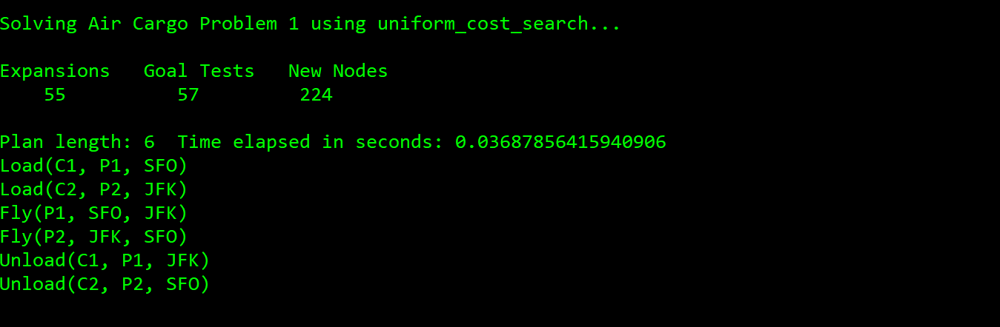 Solving Air Cargo Problem 1 using uniform_cost_search...
Expansions   Goal Tests   New Nodes
    55          57         224
Plan length: 6  Time elapsed in seconds: 0.03687856415940906
Load(C1, P1, SFO)
Load(C2, P2, JFK)
Fly(P1, SFO, JFK)
Fly(P2, JFK, SFO)
Unload(C1, P1, JFK)
Unload(C2, P2, SFO)